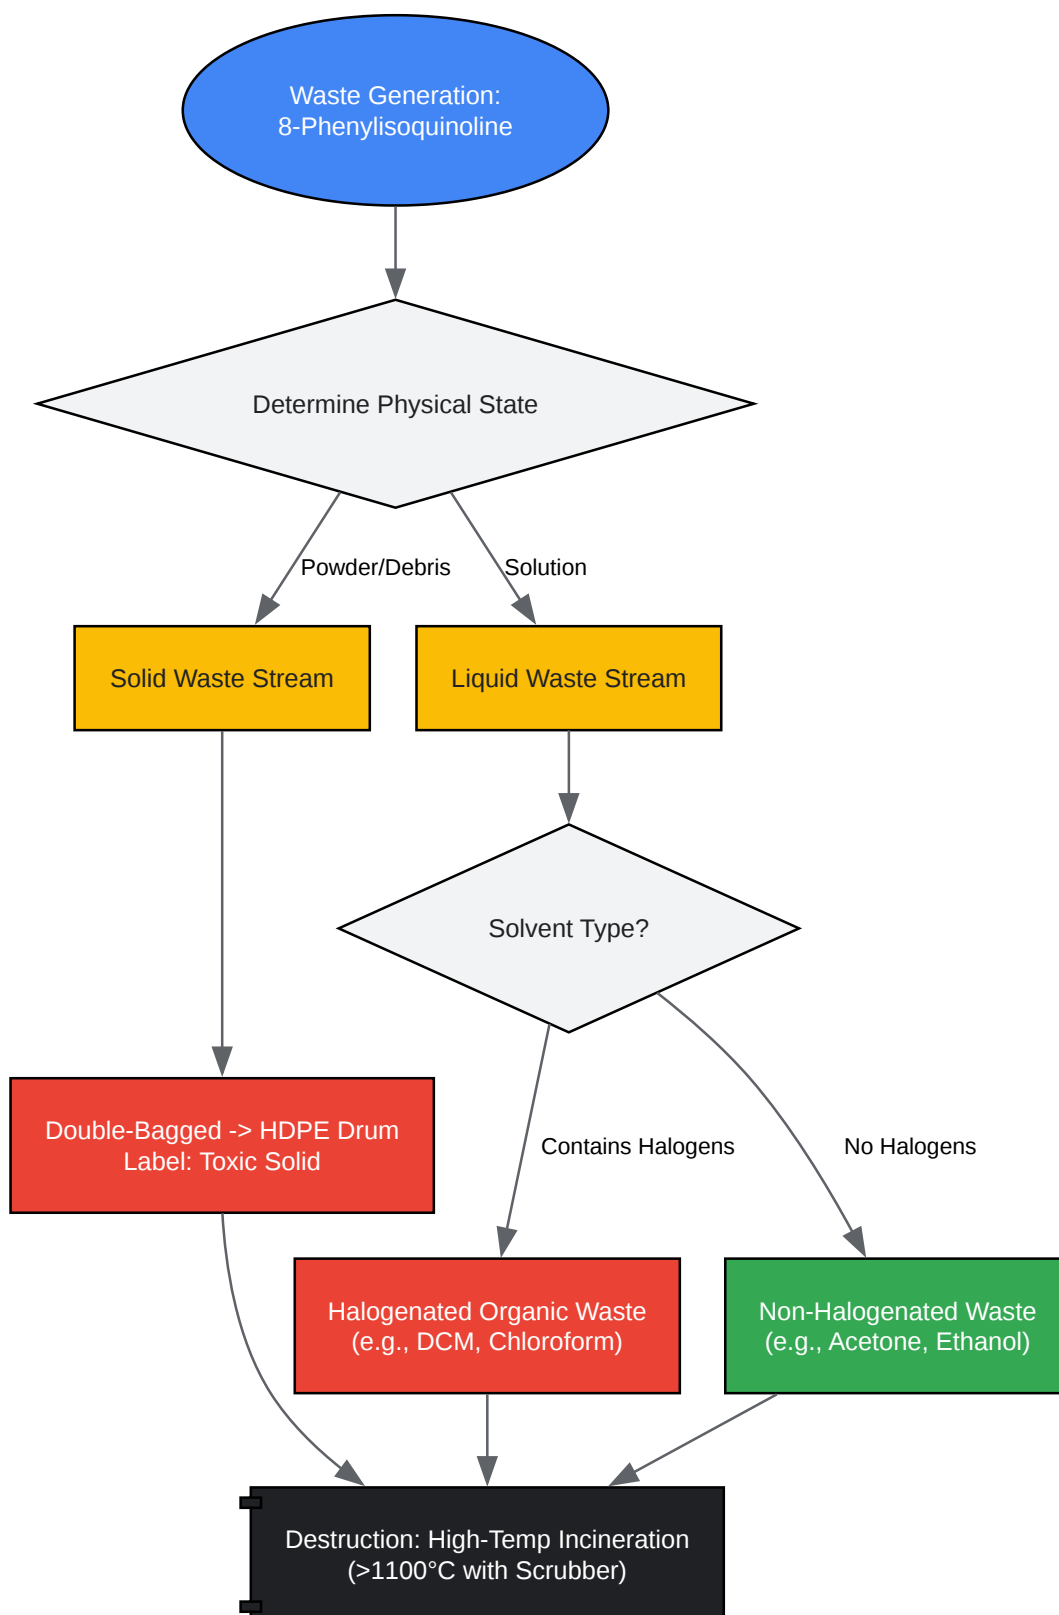 Waste Generation:
8-Phenylisoquinoline
Determine Physical State
Powder/Debris
Solution
Solid Waste Stream
Liquid Waste Stream
Solvent Type?
Double-Bagged -> HDPE Drum
Label: Toxic Solid
Contains Halogens
No Halogens
Halogenated Organic Waste
(e.g., DCM, Chloroform)
Non-Halogenated Waste
(e.g., Acetone, Ethanol)
Destruction: High-Temp Incineration
(>1100°C with Scrubber)